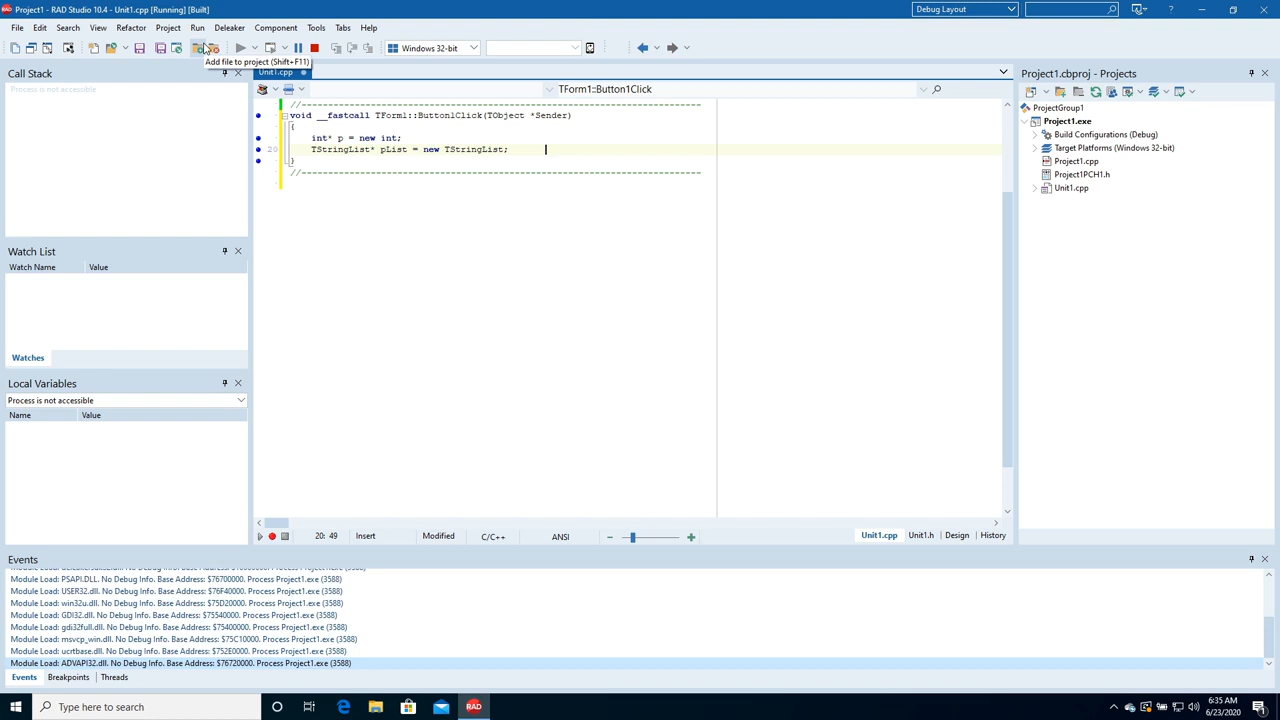 Project1 - RAD Studio 10.4 - Unit1.cpp [Running] [Built]
Debug Layout
File Edit Search View Refactor Project Run Deleaker Component Tools Tabs Help
Windows 32-bit
Add file to project (Shift+F11)
Call Stack
Process is not accessible
Unit1.cpp
TForm1::Button1Click
//---------------------------------------------------------------------------
void __fastcall TForm1::Button1Click(TObject *Sender)
{
int* p = new int;
20 TStringList* pList = new TStringList;
}
//---------------------------------------------------------------------------
Project1.cbproj - Projects
ProjectGroup1
Project1.exe
Build Configurations (Debug)
Target Platforms (Windows 32-bit)
Project1.cpp
Project1PCH1.h
Unit1.cpp
Watch List
Watch Name Value
Watches
Local Variables
Process is not accessible
Name Value
20: 49 Insert Modified C/C++ ANSI
Unit1.cpp Unit1.h Design History
Events
Module Load: PSAPI.DLL. No Debug Info. Base Address: $76700000. Process Project1.exe (3588)
Module Load: USER32.dll. No Debug Info. Base Address: $76F40000. Process Project1.exe (3588)
Module Load: win32u.dll. No Debug Info. Base Address: $75D20000. Process Project1.exe (3588)
Module Load: GDI32.dll. No Debug Info. Base Address: $75540000. Process Project1.exe (3588)
Module Load: gdi32full.dll. No Debug Info. Base Address: $75400000. Process Project1.exe (3588)
Module Load: msvcp_win.dll. No Debug Info. Base Address: $75C10000. Process Project1.exe (3588)
Module Load: ucrtbase.dll. No Debug Info. Base Address: $752E0000. Process Project1.exe (3588)
Module Load: ADVAPI32.dll. No Debug Info. Base Address: $76720000. Process Project1.exe (3588)
Events Breakpoints Threads
Type here to search
RAD
6:35 AM
6/23/2020